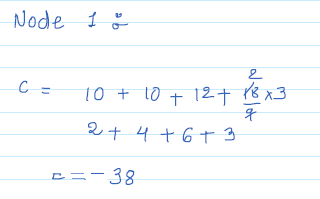 Node 1 :-
2
C = 10 + 10 + 12 + 18 x 3
9
2 + 4 + 6 + 3
= = - 38